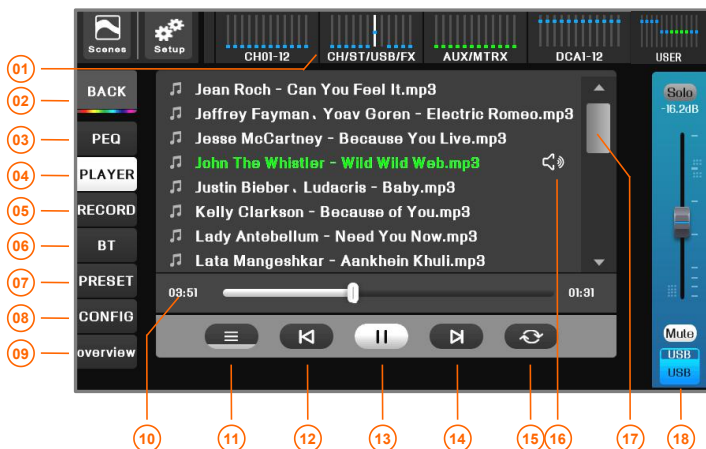 Scenes Setup CH01-12 CH/ST/USB/FX AUX/MTRX DCA1-12 USER
01
02 BACK
03 PEQ
04 PLAYER
05 RECORD
06 BT
07 PRESET
08 CONFIG
09 overview
Jean Roch - Can You Feel It.mp3
Jeffrey Fayman、Yoav Goren - Electric Romeo.mp3
Jesse McCartney - Because You Live.mp3
John The Whistler - Wild Wild Web.mp3
Justin Bieber、Ludacris - Baby.mp3
Kelly Clarkson - Because of You.mp3
Lady Antebellum - Need You Now.mp3
Lata Mangeshkar - Aankhein Khuli.mp3
03:51 01:31
Solo
-16.2dB
Mute
USB
USB
10 11 12 13 14 15 16 17 18